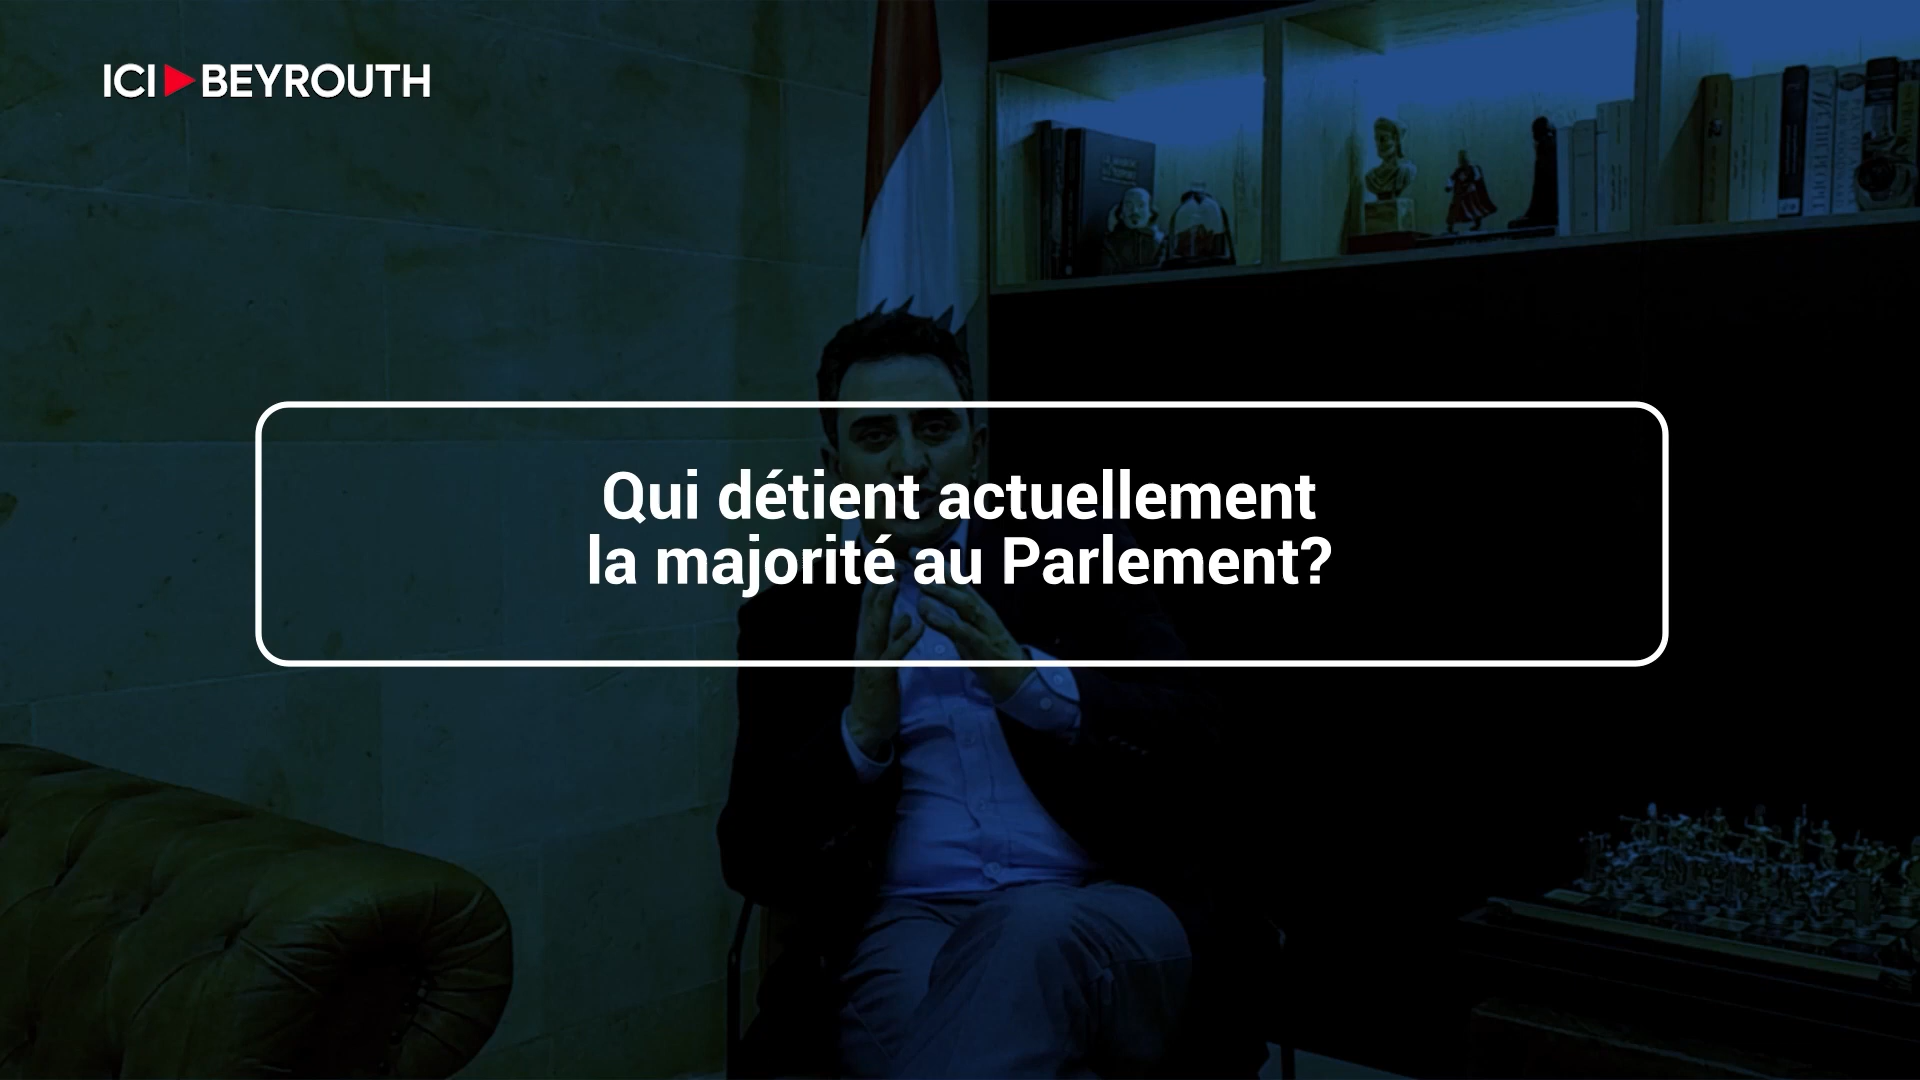 ICI BEYROUTH
Qui détient actuellement
la majorité au Parlement?